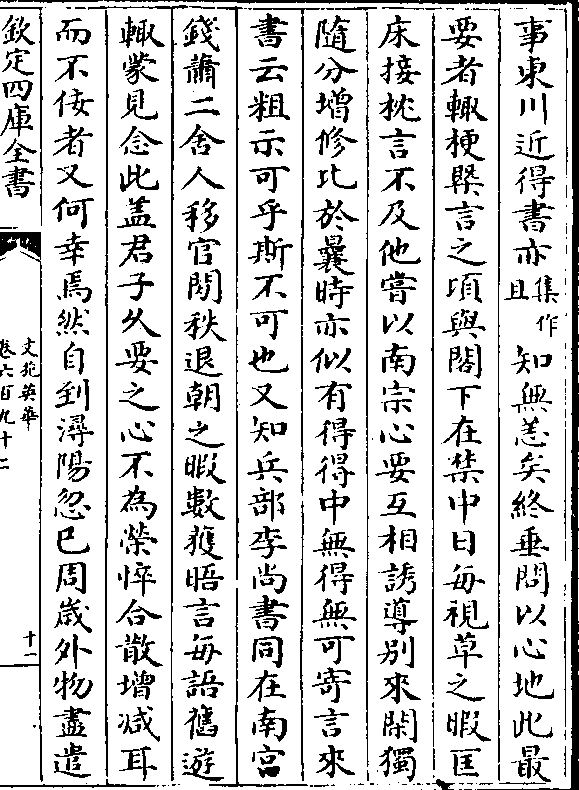 事東川近得書亦集作且知無恙矣終垂問以心地此最
要者輙梗槩言之頃與閣下在禁中日每視草之暇匡
床接枕言不及他嘗以南宗心要互相誘導别來閑獨
隨分增修比於曩時亦似有得得中無得無可寄言來
書云粗示可乎斯不可也又知兵部李尚書同在南宮
錢蕭二舍人移官閑秩退朝之暇數獲晤言每語舊遊
輙蒙見念此盖君子久要之心不為榮悴合散增減耳
而不佞者又何幸焉然自到潯陽忽已周歲外物盡遣
欽定四庫全書
文苑英華
卷六百九十二
十一